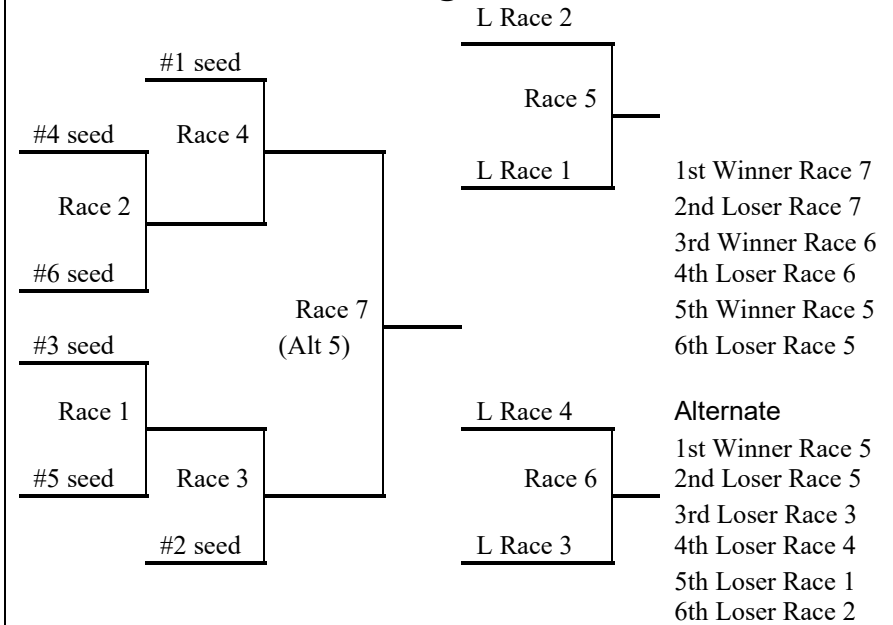 L Race 2
#1 seed
Race 5
#4 seed
Race 4
L Race 1
1st Winner Race 7
Race 2
2nd Loser Race 7
3rd Winner Race 6
#6 seed
4th Loser Race 6
Race 7
5th Winner Race 5
#3 seed
(Alt 5)
6th Loser Race 5
Race 1
L Race 4
Alternate
1st Winner Race 5
#5 seed
Race 3
Race 6
2nd Loser Race 5
3rd Loser Race 3
#2 seed
L Race 3
4th Loser Race 4
5th Loser Race 1
6th Loser Race 2